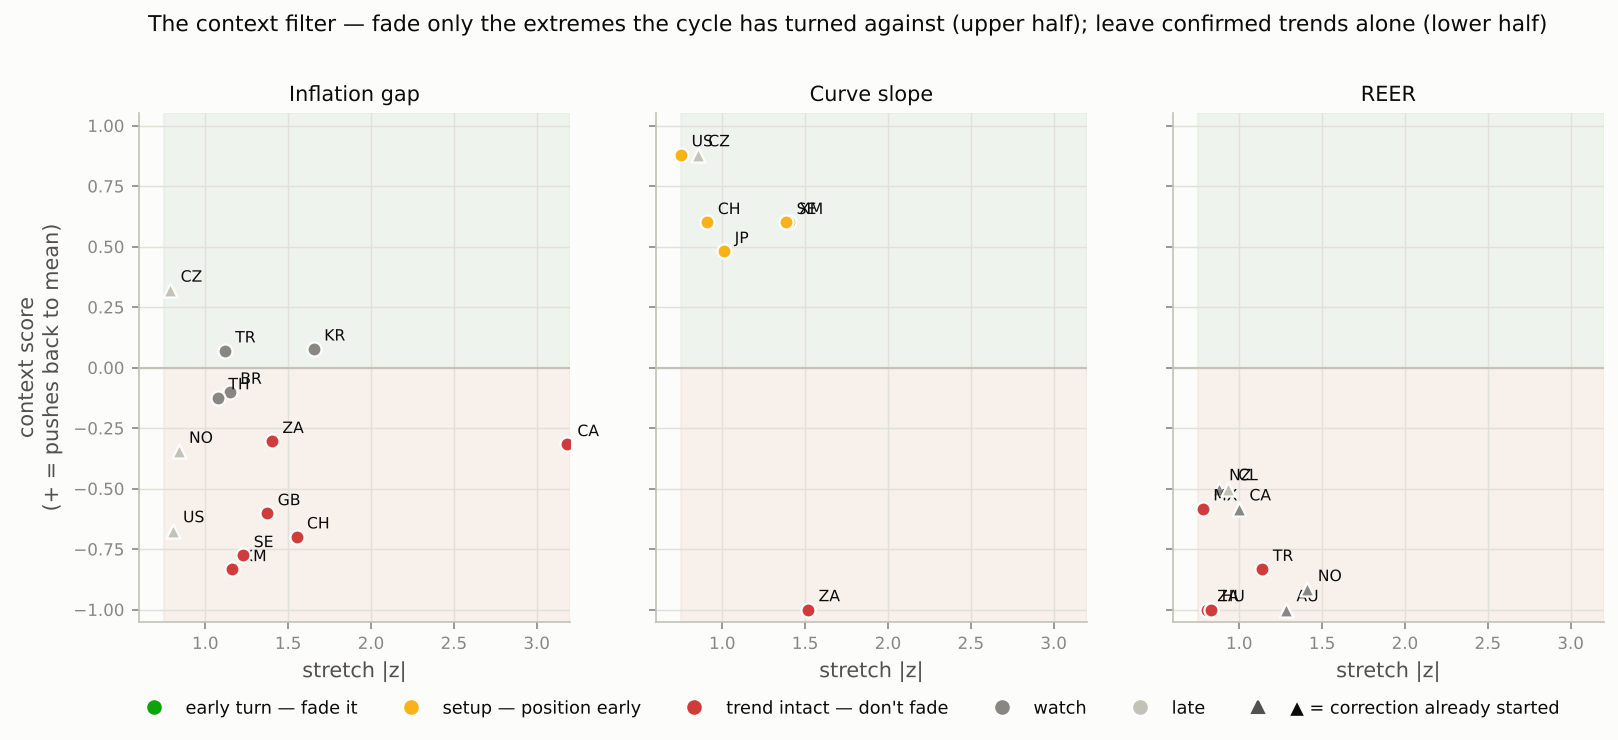 The context filter — fade only the extremes the cycle has turned against (upper half); leave confirmed trends alone (lower half)
Inflation gap
Curve slope
REER
context score
(+ = pushes back to mean)
1.00
0.75
0.50
0.25
0.00
−0.25
−0.50
−0.75
−1.00
CZ
TR
KR
BR
TH
ZA
CA
NO
GB
US
CH
SE
US
CZ
CH
SE
JP
ZA
NZ
CL
MX
CA
TR
NO
ZA
HU
AU
1.0
1.5
2.0
2.5
3.0
1.0
1.5
2.0
2.5
3.0
1.0
1.5
2.0
2.5
3.0
stretch |z|
stretch |z|
stretch |z|
early turn — fade it
setup — position early
trend intact — don't fade
watch
late
▲ = correction already started